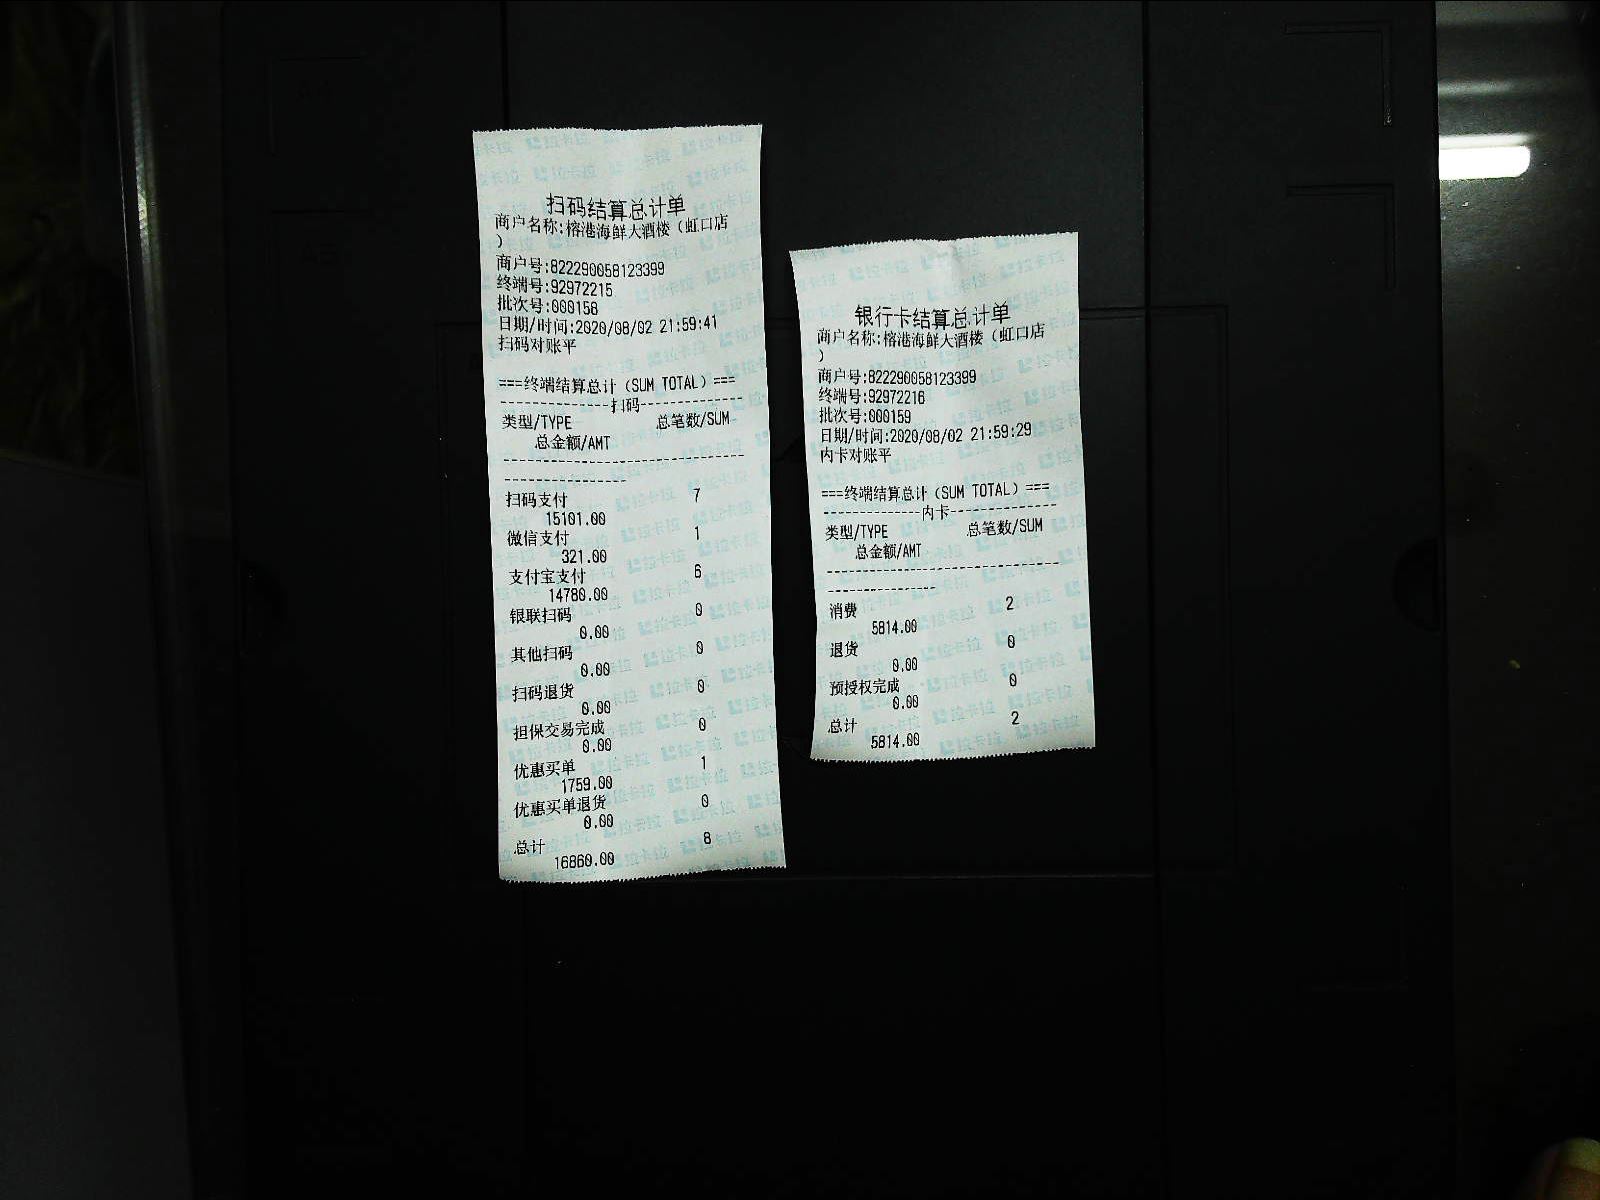 扫码结算总计单
商户名称:榕港海鲜大酒楼（虹口店
）
商户号:822290058123399
终端号:92972215
批次号:000158
日期/时间:2020/08/02 21:59:41
扫码对账平
===终端结算总计（SUM TOTAL）===
---------------扫码---------------
类型/TYPE 总笔数/SUM
总金额/AMT
扫码支付 7
15101.00
微信支付 1
321.00
支付宝支付 6
14780.00
银联扫码 0
0.00
其他扫码 0
0.00
扫码退货 0
0.00
担保交易完成 0
0.00
优惠买单 1
1759.00
优惠买单退货 0
0.00
总计 8
16860.00
银行卡结算总计单
商户名称:榕港海鲜大酒楼（虹口店
）
商户号:822290058123399
终端号:92972216
批次号:000159
日期/时间:2020/08/02 21:59:29
内卡对账平
===终端结算总计（SUM TOTAL）===
--------------内卡---------------
类型/TYPE 总笔数/SUM
总金额/AMT
消费 2
5814.00
退货 0
0.00
预授权完成 0
0.00
总计 2
5814.00
拉卡拉